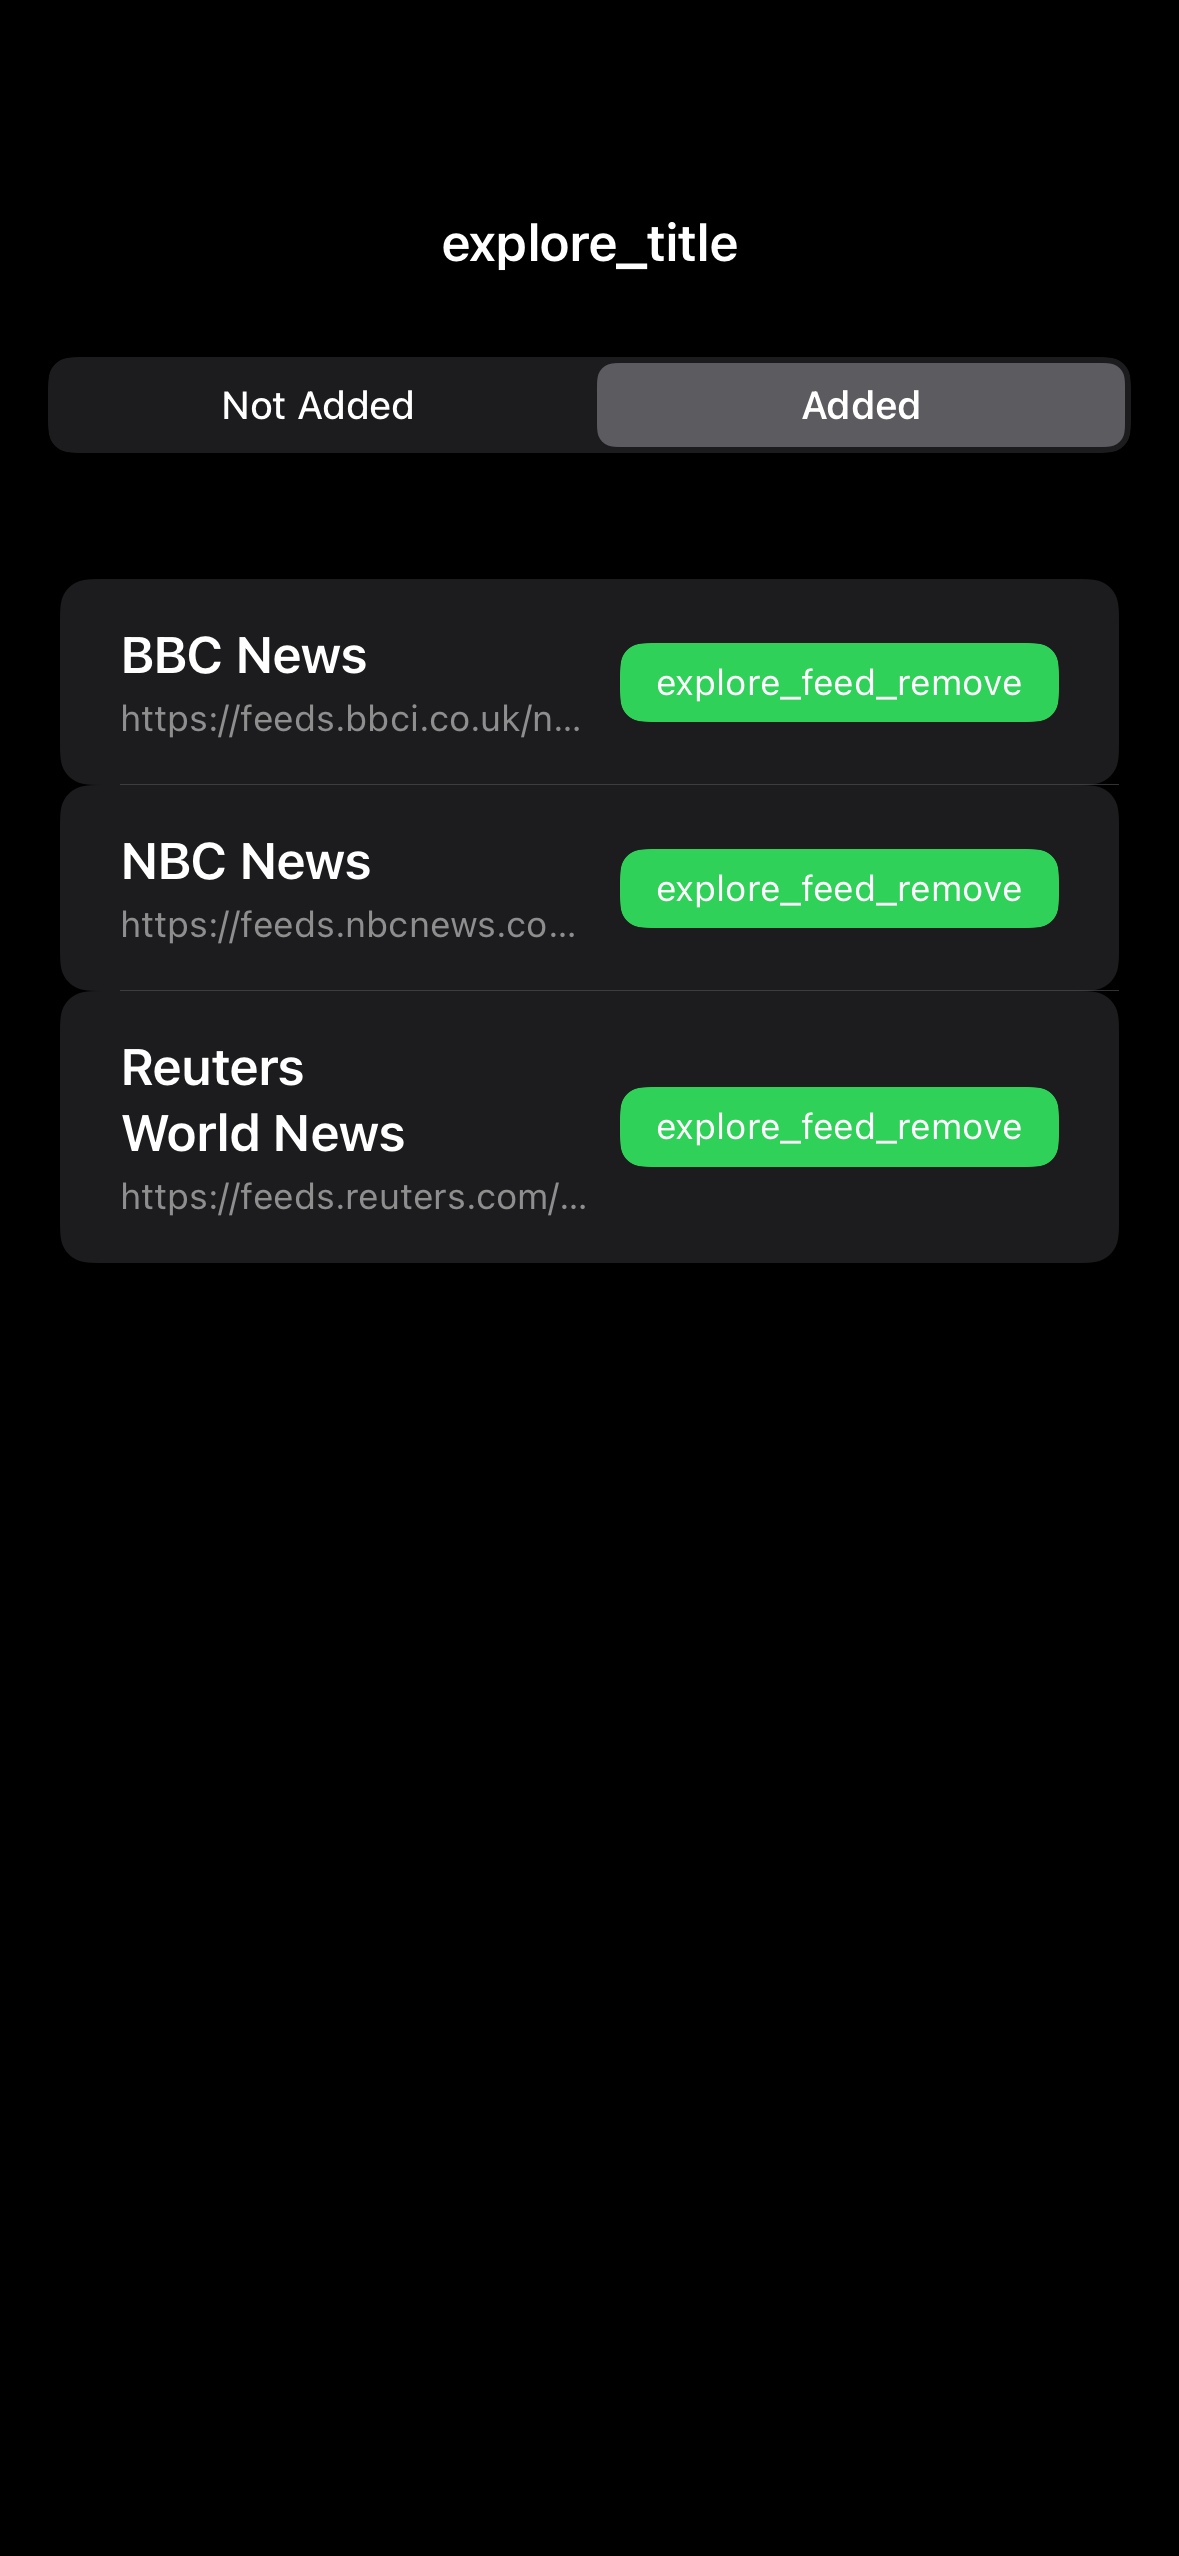 explore_title
Not Added
Added
BBC News
https://feeds.bbci.co.uk/n...
explore_feed_remove
NBC News
https://feeds.nbcnews.co...
explore_feed_remove
Reuters
World News
https://feeds.reuters.com/...
explore_feed_remove